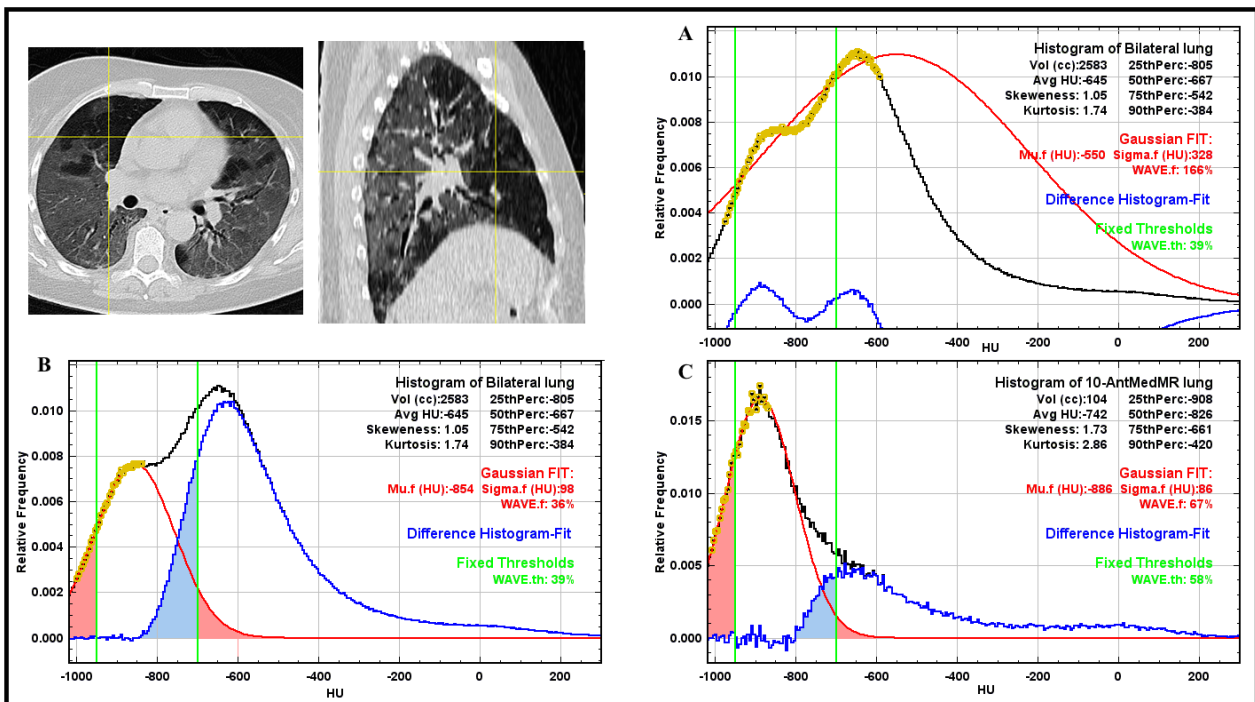 A
Histogram of Bilateral lung
Vol (cc):2583 25thPerc:-805
Avg HU:-645 50thPerc:-667
Skeweness: 1.05 75thPerc:-542
Kurtosis: 1.74 90thPerc:-384
Gaussian FIT:
Mu.f (HU):-550 Sigma.f (HU):328
WAVE.f: 166%
Difference Histogram-Fit
Fixed Thresholds
WAVE.th: 39%
Relative Frequency
0.010
0.008
0.006
0.004
0.002
0.000
-1000 -800 -600 -400 -200 0 200
HU
B
Histogram of Bilateral lung
Vol (cc):2583 25thPerc:-805
Avg HU:-645 50thPerc:-667
Skeweness: 1.05 75thPerc:-542
Kurtosis: 1.74 90thPerc:-384
Gaussian FIT:
Mu.f (HU):-854 Sigma.f (HU):98
WAVE.f: 36%
Difference Histogram-Fit
Fixed Thresholds
WAVE.th: 39%
Relative Frequency
0.010
0.008
0.006
0.004
0.002
0.000
-1000 -800 -600 -400 -200 0 200
HU
C
Histogram of 10-AntMedMR lung
Vol (cc):104 25thPerc:-908
Avg HU:-742 50thPerc:-826
Skeweness: 1.73 75thPerc:-661
Kurtosis: 2.86 90thPerc:-420
Gaussian FIT:
Mu.f (HU):-886 Sigma.f (HU):86
WAVE.f: 67%
Difference Histogram-Fit
Fixed Thresholds
WAVE.th: 58%
Relative Frequency
0.015
0.010
0.005
0.000
-1000 -800 -600 -400 -200 0 200
HU